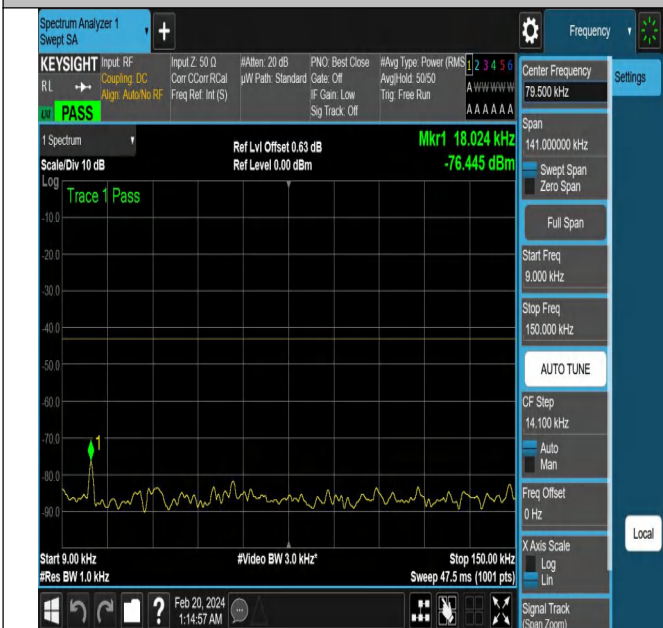 Spectrum Analyzer 1
Swept SA
Frequency
KEYSIGHT
RL
PASS
Input: RF
Coupling: DC
Align: Auto/No RF
Input Z: 50 Ω
Corr CCorr RCal
Freq Ref: Int (S)
#Atten: 20 dB
µW Path: Standard
PNO: Best Close
Gate: Off
IF Gain: Low
Sig Track: Off
#Avg Type: Power (RMS
Avg|Hold: 50/50
Trig: Free Run
1 2 3 4 5 6
A W W W W W
A A A A A A
1 Spectrum
Scale/Div 10 dB
Ref Lvl Offset 0.63 dB
Ref Level 0.00 dBm
Mkr1 18.024 kHz
-76.445 dBm
Log
Trace 1 Pass
-10.0
-20.0
-30.0
-40.0
-50.0
-60.0
-70.0
-80.0
-90.0
1
Start 9.00 kHz
#Res BW 1.0 kHz
#Video BW 3.0 kHz*
Stop 150.00 kHz
Sweep 47.5 ms (1001 pts)
Feb 20, 2024
1:14:57 AM
Center Frequency
79.500 kHz
Settings
Span
141.000000 kHz
Swept Span
Zero Span
Full Span
Start Freq
9.000 kHz
Stop Freq
150.000 kHz
AUTO TUNE
CF Step
14.100 kHz
Auto
Man
Freq Offset
0 Hz
X Axis Scale
Log
Lin
Local
Signal Track
(Span Zoom)